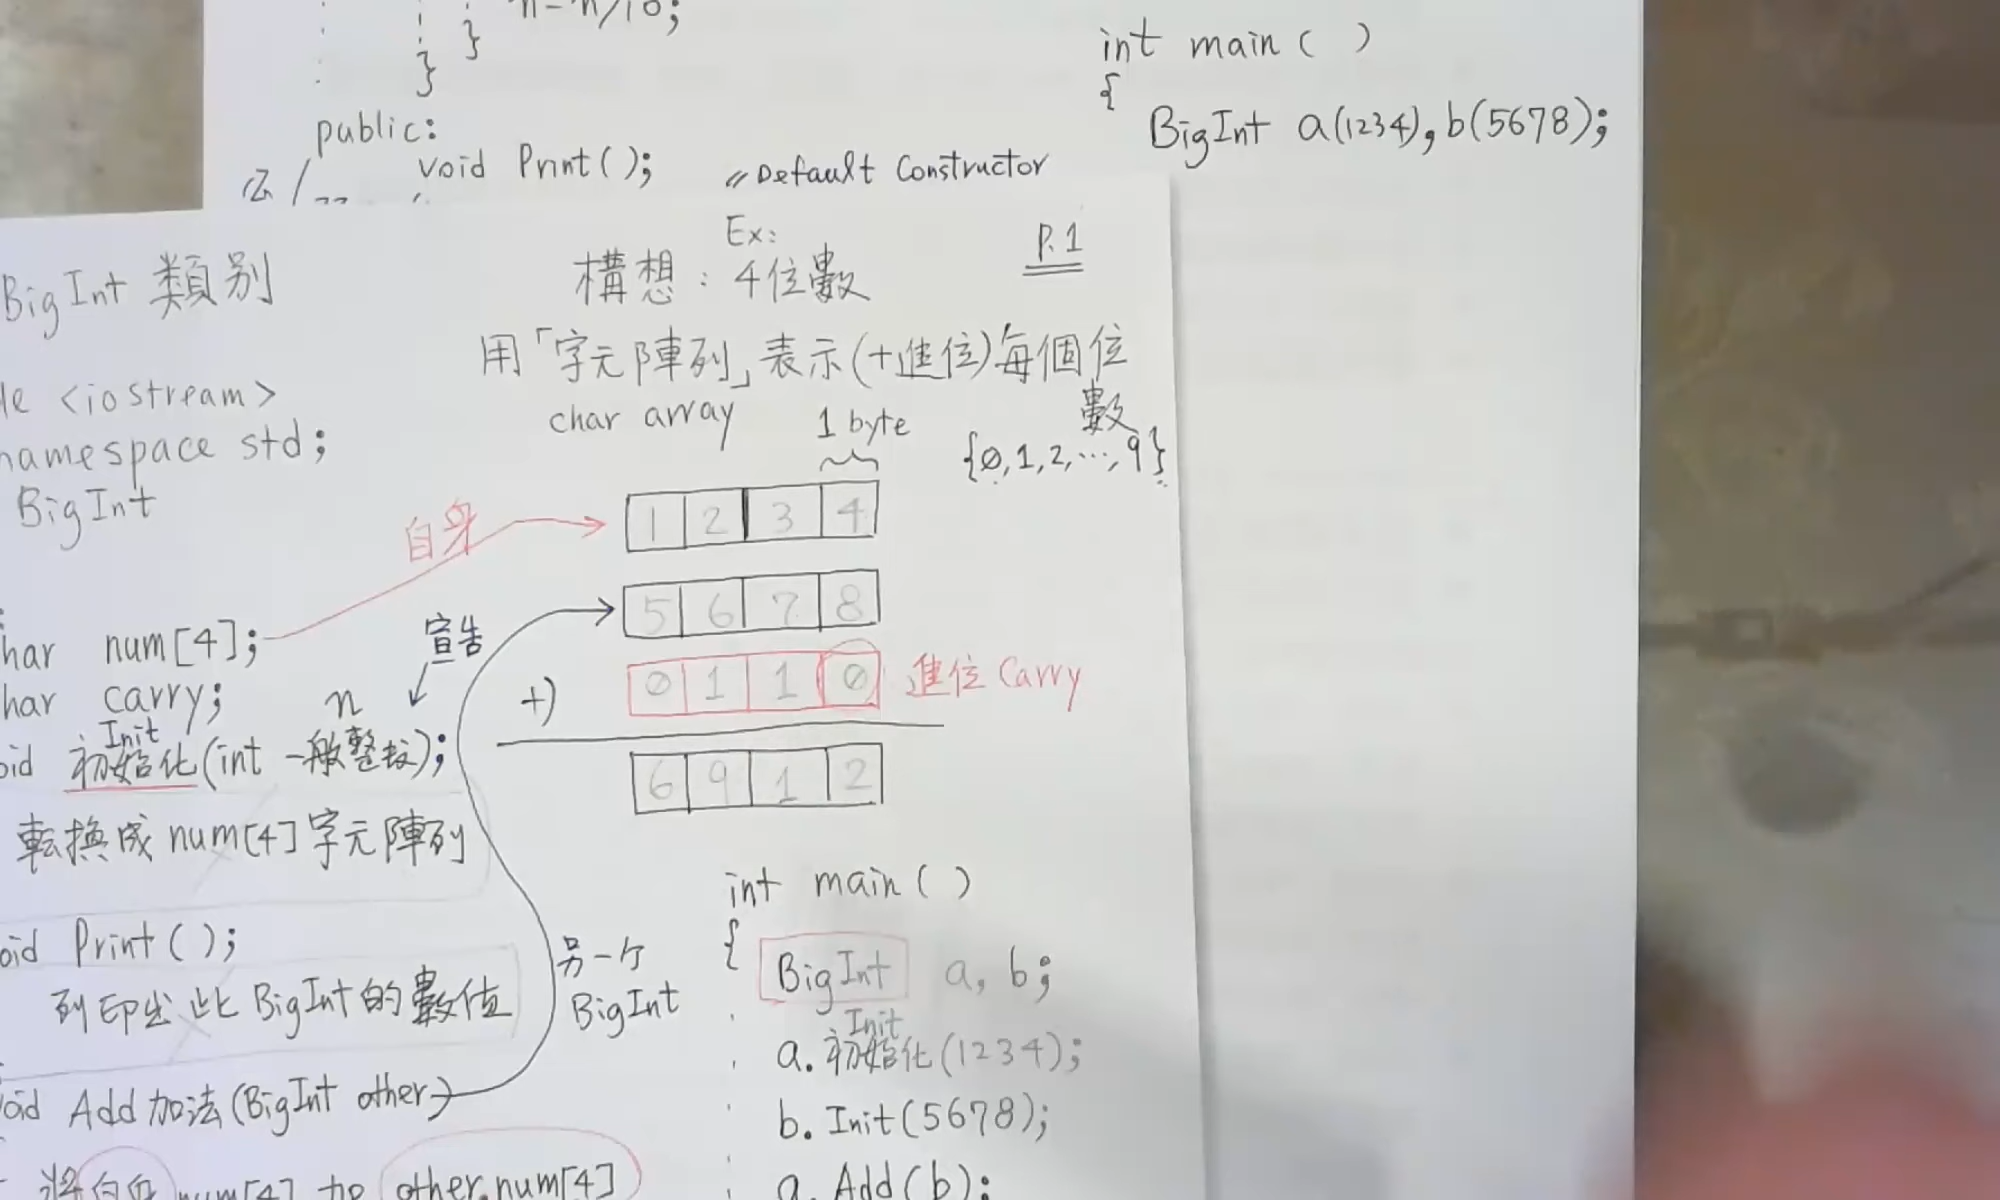 n=n/10;
}
}
public:
void Print();
// Default Constructor
int main( )
{
BigInt a(1234), b(5678);
BigInt 類別
<iostream>
namespace std;
BigInt
har num[4];
har carry;
Init
oid 初始化(int 一般整数);
n
宣告
転換成 num[4] 字元陣列
oid Print();
列印出此 BigInt 的數值
oid Add 加法(BigInt other)
num[4] other.num[4]
P.1
Ex:
構想：4位數
用「字元陣列」表示(十進位)每個位
數
char array
1 byte
{0,1,2,…,9}
自身
1 2 3 4
5 6 7 8
+) 0 1 1 0 進位 Carry
6 9 1 2
另一个
BigInt
int main( )
{
BigInt a, b;
Init
a. 初始化(1234);
b. Init(5678);
a. Add(b);